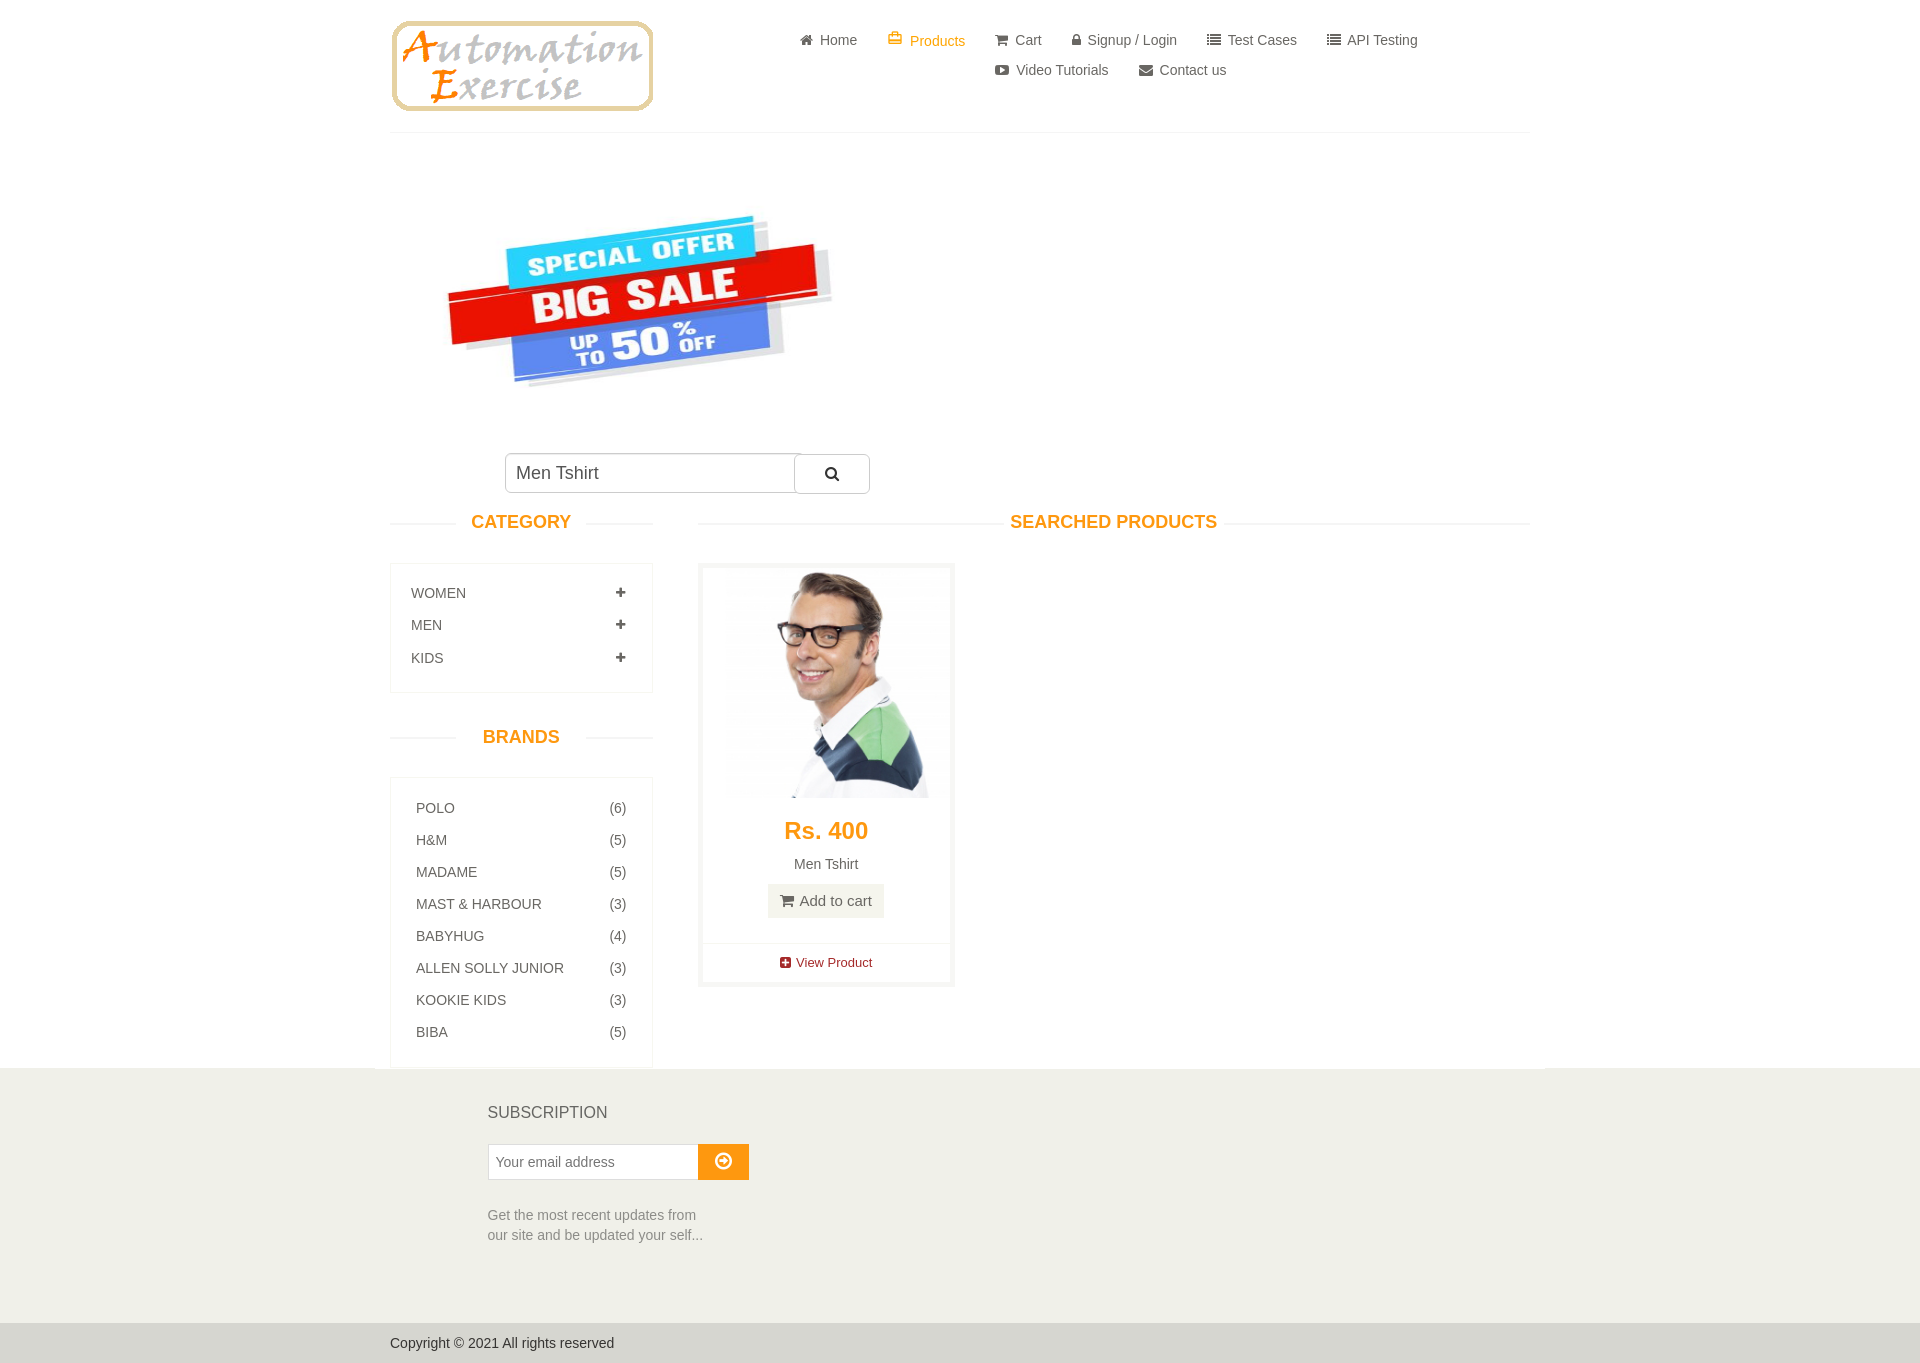 Automation
Exercise
Home
Products
Cart
Signup / Login
Test Cases
API Testing
Video Tutorials
Contact us
SPECIAL OFFER
BIG SALE
UP TO 50 % OFF
Men Tshirt
CATEGORY
WOMEN
MEN
KIDS
BRANDS
POLO (6)
H&M (5)
MADAME (5)
MAST & HARBOUR (3)
BABYHUG (4)
ALLEN SOLLY JUNIOR (3)
KOOKIE KIDS (3)
BIBA (5)
SEARCHED PRODUCTS
Rs. 400
Men Tshirt
Add to cart
View Product
SUBSCRIPTION
Your email address
Get the most recent updates from
our site and be updated your self...
Copyright © 2021 All rights reserved